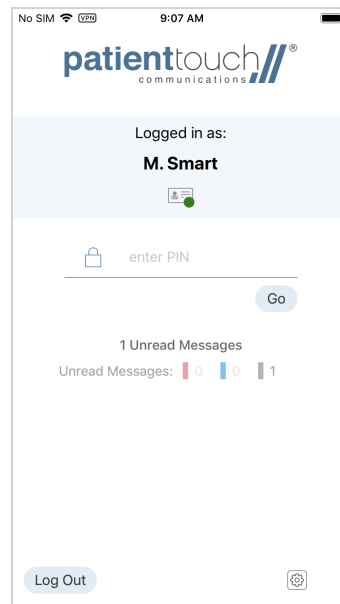 No SIM VPN 9:07 AM
patienttouch®
communications
Logged in as:
M. Smart
enter PIN
Go
1 Unread Messages
Unread Messages: 0 0 1
Log Out